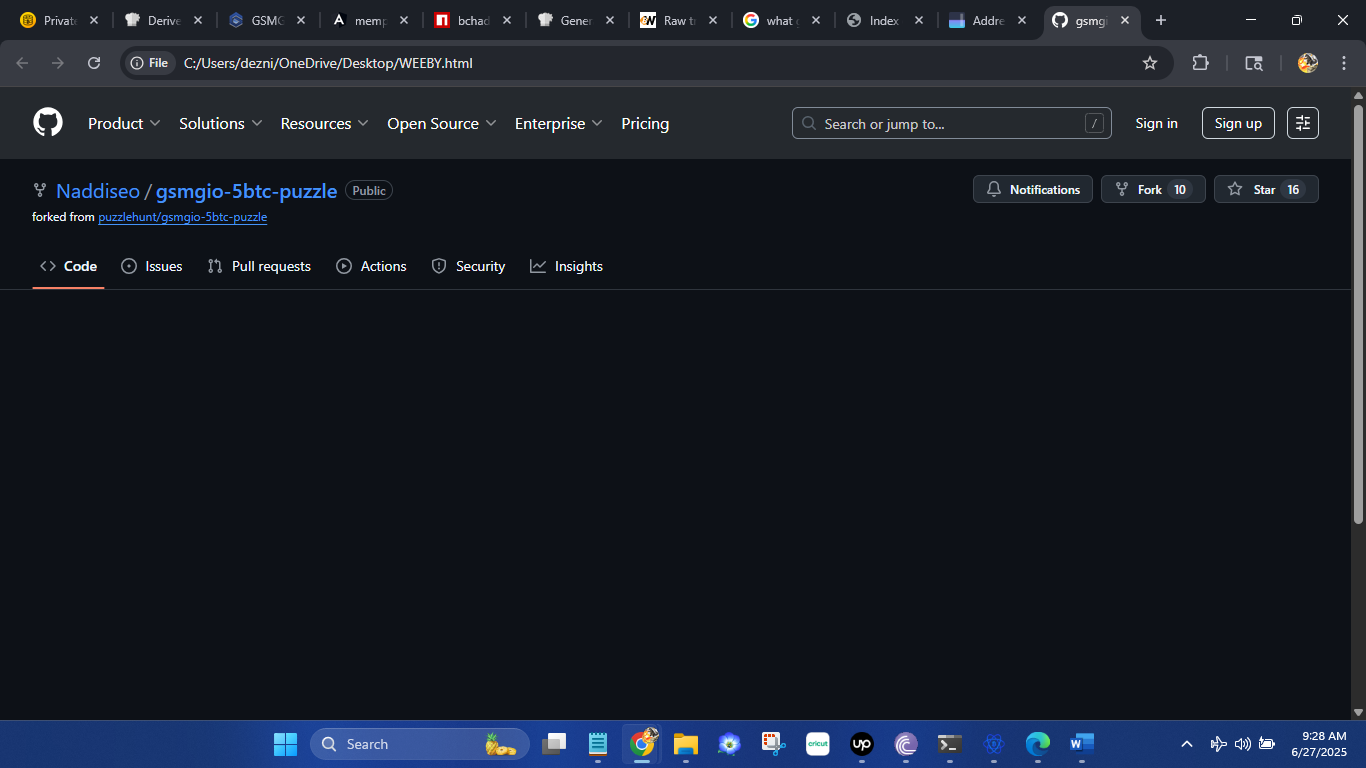 Private Derive GSMG memp bchad Gener Raw t what Index Addre gsmgi
File C:/Users/dezni/OneDrive/Desktop/WEEBY.html
Product Solutions Resources Open Source Enterprise Pricing Search or jump to... / Sign in Sign up
Naddiseo / gsmgio-5btc-puzzle Public Notifications Fork 10 Star 16
forked from puzzlehunt/gsmgio-5btc-puzzle
Code Issues Pull requests Actions Security Insights
Search cricut up 9:28 AM
6/27/2025